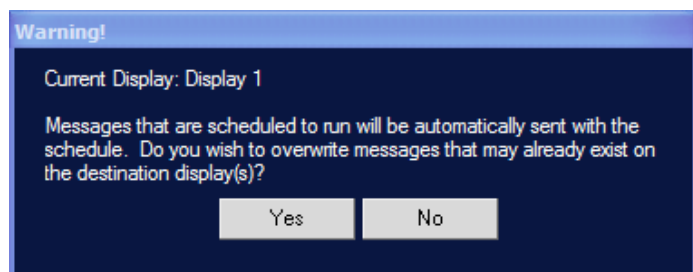 Warning!
Current Display: Display 1
Messages that are scheduled to run will be automatically sent with the
schedule.  Do you wish to overwrite messages that may already exist on
the destination display(s)?
Yes No